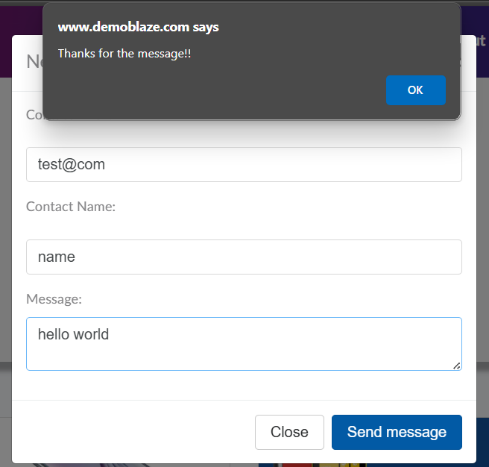 www.demoblaze.com says
Thanks for the message!!
OK
test@com
Contact Name:
name
Message:
hello world
Close
Send message